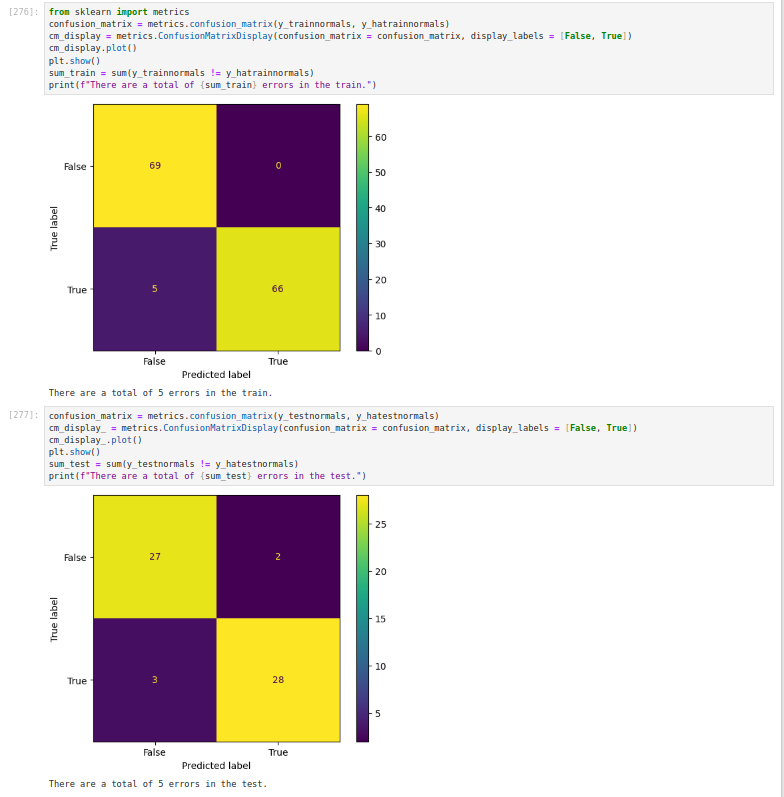 [276]:
from sklearn import metrics
confusion_matrix = metrics.confusion_matrix(y_trainnormals, y_hatrainnormals)
cm_display = metrics.ConfusionMatrixDisplay(confusion_matrix = confusion_matrix, display_labels = [False, True])
cm_display.plot()
plt.show()
sum_train = sum(y_trainnormals != y_hatrainnormals)
print(f"There are a total of {sum_train} errors in the train.")
False
69
0
True
5
66
True label
False
True
Predicted label
60
50
40
30
20
10
0
There are a total of 5 errors in the train.
[277]:
confusion_matrix = metrics.confusion_matrix(y_testnormals, y_hatestnormals)
cm_display_ = metrics.ConfusionMatrixDisplay(confusion_matrix = confusion_matrix, display_labels = [False, True])
cm_display_.plot()
plt.show()
sum_test = sum(y_testnormals != y_hatestnormals)
print(f"There are a total of {sum_test} errors in the test.")
False
27
2
True
3
28
True label
False
True
Predicted label
25
20
15
10
5
There are a total of 5 errors in the test.